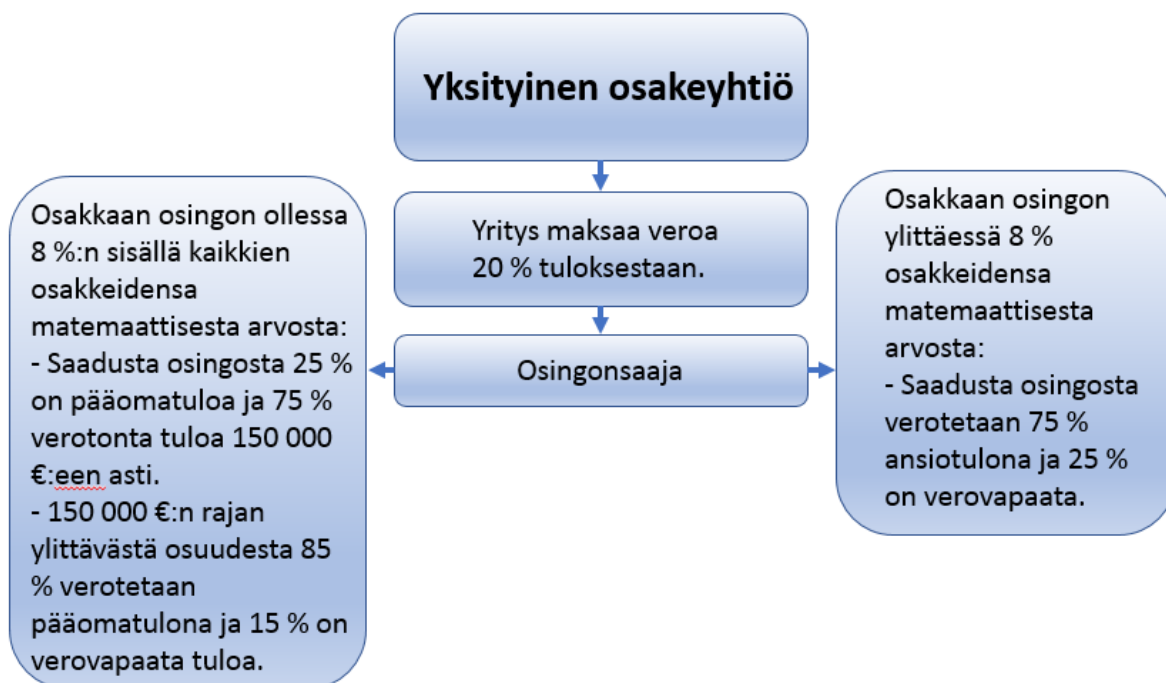 Yksityinen osakeyhtiö
Yritys maksaa veroa
20 % tuloksestaan.
Osingonsaaja
Osakkaan osingon ollessa
8 %:n sisällä kaikkien
osakkeidensa
matemaattisesta arvosta:
- Saadusta osingosta 25 %
on pääomatuloa ja 75 %
verotonta tuloa 150 000
€:een asti.
- 150 000 €:n rajan
ylittävästä osuudesta 85
% verotetaan
pääomatulona ja 15 % on
verovapaata tuloa.
Osakkaan osingon
ylittäessä 8 %
osakkeidensa
matemaattisesta
arvosta:
- Saadusta osingosta
verotetaan 75 %
ansiotulona ja 25 %
on verovapaata.